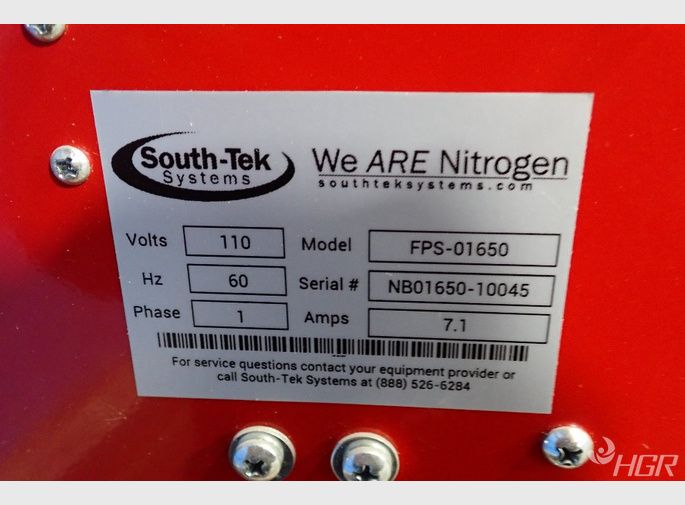 South-Tek
Systems
We ARE Nitrogen
southteksystems.com
Volts 110 Model FPS-01650
Hz 60 Serial # NB01650-10045
Phase 1 Amps 7.1
For service questions contact your equipment provider or
call South-Tek Systems at (888) 526-6284
HGR